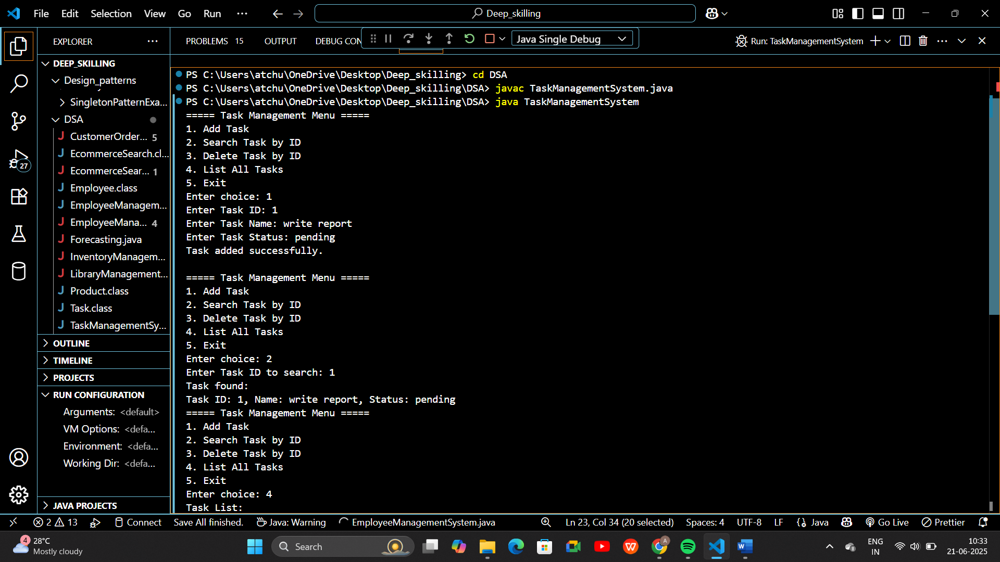 File Edit Selection View Go Run ··· Deep_skilling
EXPLORER ···
DEEP_SKILLING
Design_patterns
SingletonPatternExa...
DSA
CustomerOrder... 5
EcommerceSearch.cl...
EcommerceSear... 1
Employee.class
EmployeeManagem...
EmployeeMana... 4
Forecasting.java
InventoryManagem...
LibraryManagement...
Product.class
Task.class
TaskManagementSy...
OUTLINE
TIMELINE
PROJECTS
RUN CONFIGURATION
Arguments: <default>
VM Options: <defa...
Environment: <defa...
Working Dir: <defa...
JAVA PROJECTS
27
PROBLEMS 15 OUTPUT DEBUG CON Java Single Debug Run: TaskManagementSystem
PS C:\Users\atchu\OneDrive\Desktop\Deep_skilling> cd DSA
PS C:\Users\atchu\OneDrive\Desktop\Deep_skilling\DSA> javac TaskManagementSystem.java
PS C:\Users\atchu\OneDrive\Desktop\Deep_skilling\DSA> java TaskManagementSystem
===== Task Management Menu =====
1. Add Task
2. Search Task by ID
3. Delete Task by ID
4. List All Tasks
5. Exit
Enter choice: 1
Enter Task ID: 1
Enter Task Name: write report
Enter Task Status: pending
Task added successfully.
===== Task Management Menu =====
1. Add Task
2. Search Task by ID
3. Delete Task by ID
4. List All Tasks
5. Exit
Enter choice: 2
Enter Task ID to search: 1
Task found:
Task ID: 1, Name: write report, Status: pending
===== Task Management Menu =====
1. Add Task
2. Search Task by ID
3. Delete Task by ID
4. List All Tasks
5. Exit
Enter choice: 4
Task List:
2 13 Connect Save All finished. Java: Warning EmployeeManagementSystem.java Ln 23, Col 34 (20 selected) Spaces: 4 UTF-8 LF Java Go Live Prettier
4 28°C
Mostly cloudy
Search
A
W
W
ENG
IN
10:33
21-06-2025